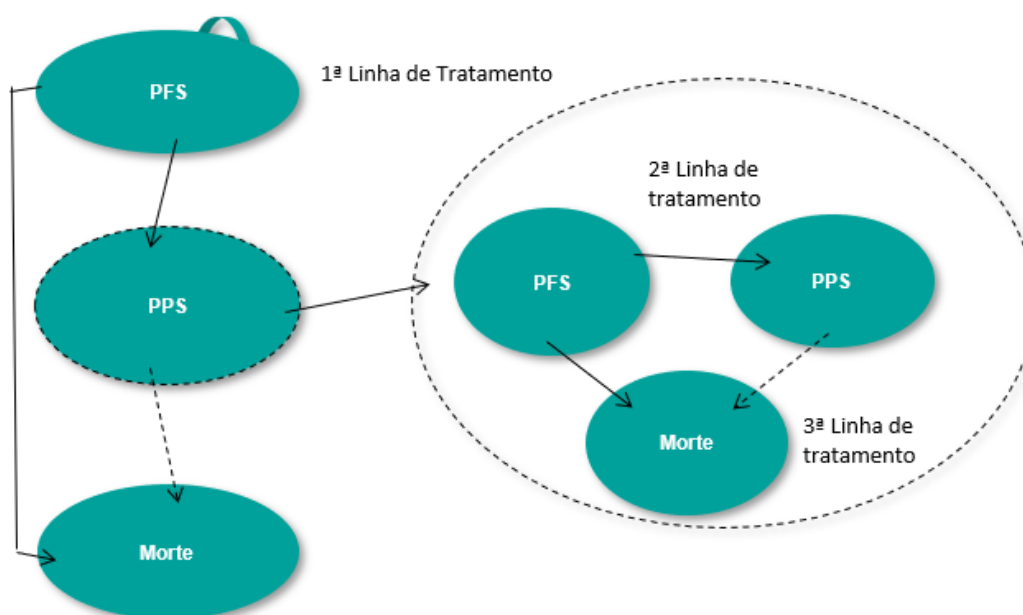 PFS
1ª Linha de Tratamento
PPS
Morte
2ª Linha de
tratamento
PFS
PPS
Morte
3ª Linha de
tratamento